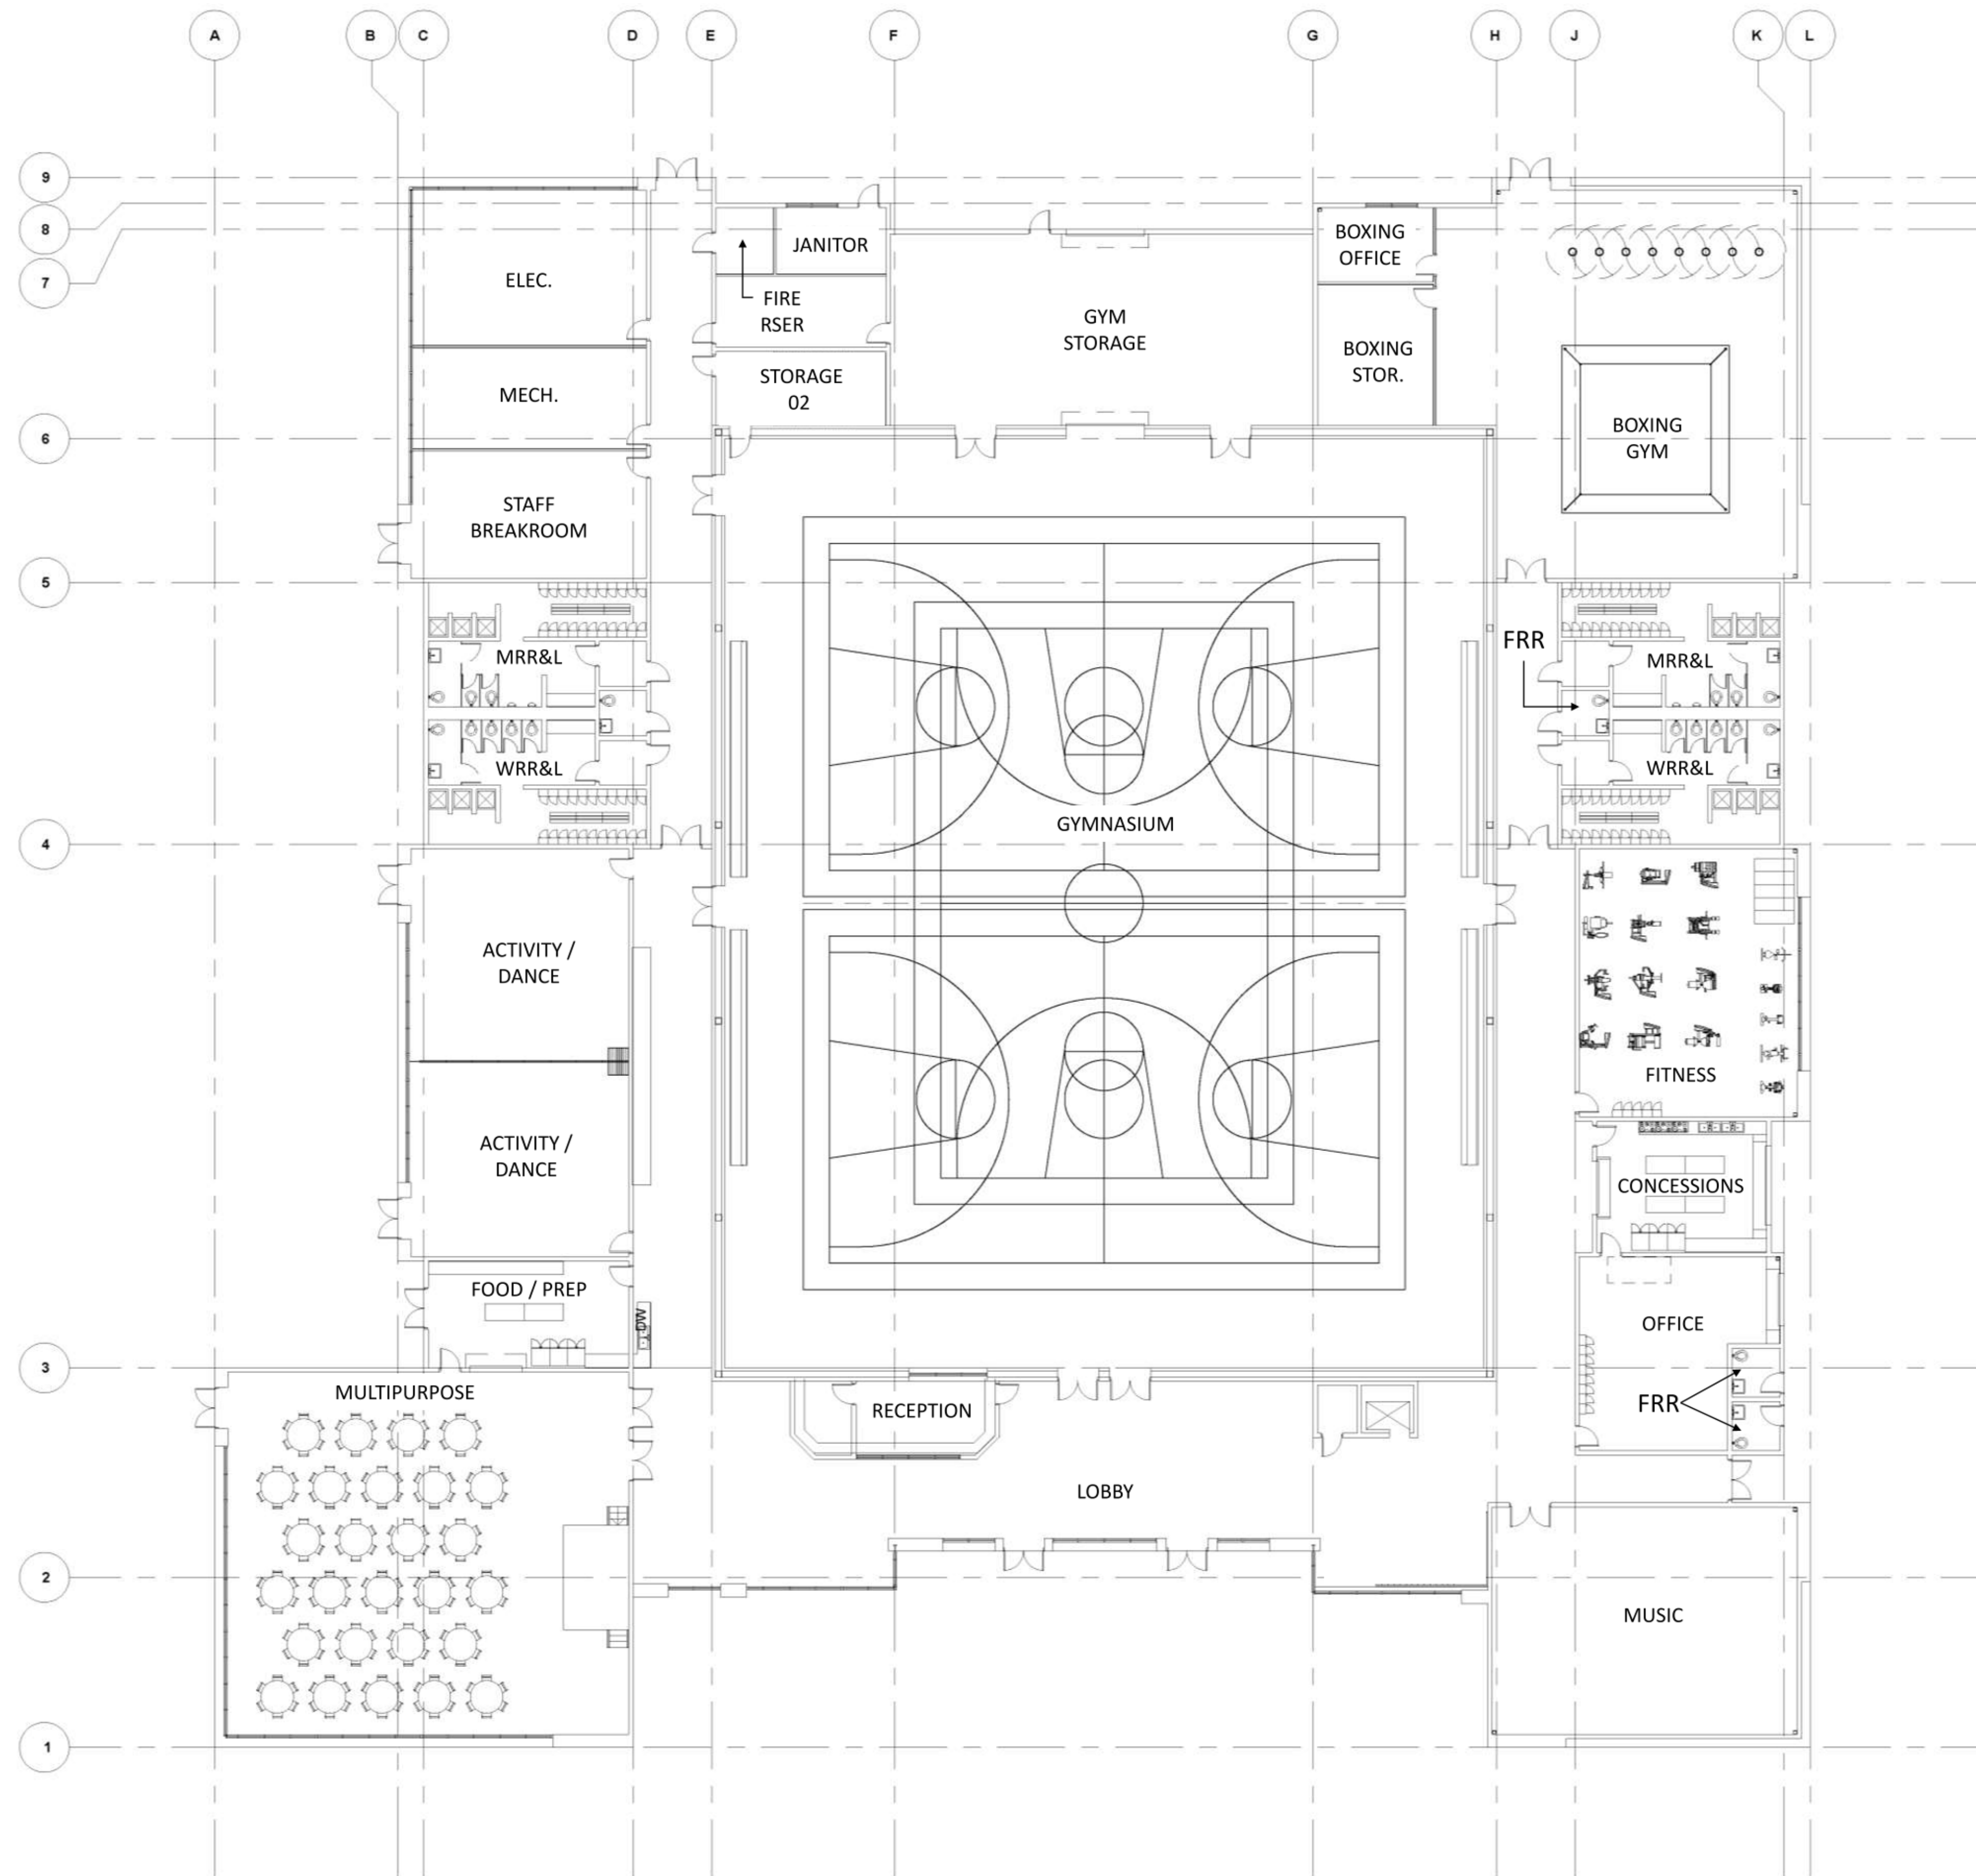 A
B
C
D
E
F
G
H
J
K
L
9
8
7
6
5
4
3
2
1
JANITOR
BOXING
OFFICE
ELEC.
FIRE
RSER
GYM
STORAGE
BOXING
STOR.
STORAGE
02
MECH.
BOXING
GYM
STAFF
BREAKROOM
FRR
MRR&L
MRR&L
WRR&L
WRR&L
GYMNASIUM
ACTIVITY /
DANCE
FITNESS
ACTIVITY /
DANCE
CONCESSIONS
FOOD / PREP
DW
OFFICE
MULTIPURPOSE
RECEPTION
FRR
LOBBY
MUSIC